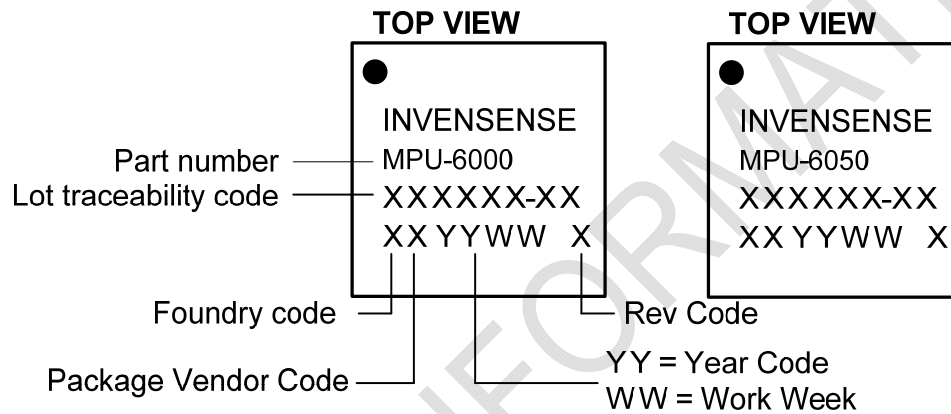 TOP VIEW
INVENSENSE
MPU-6000
XXXXXX-XX
XX YYWW X
Part number
Lot traceability code
Foundry code
Package Vendor Code
Rev Code
YY = Year Code
WW = Work Week
TOP VIEW
INVENSENSE
MPU-6050
XXXXXX-XX
XX YYWW X